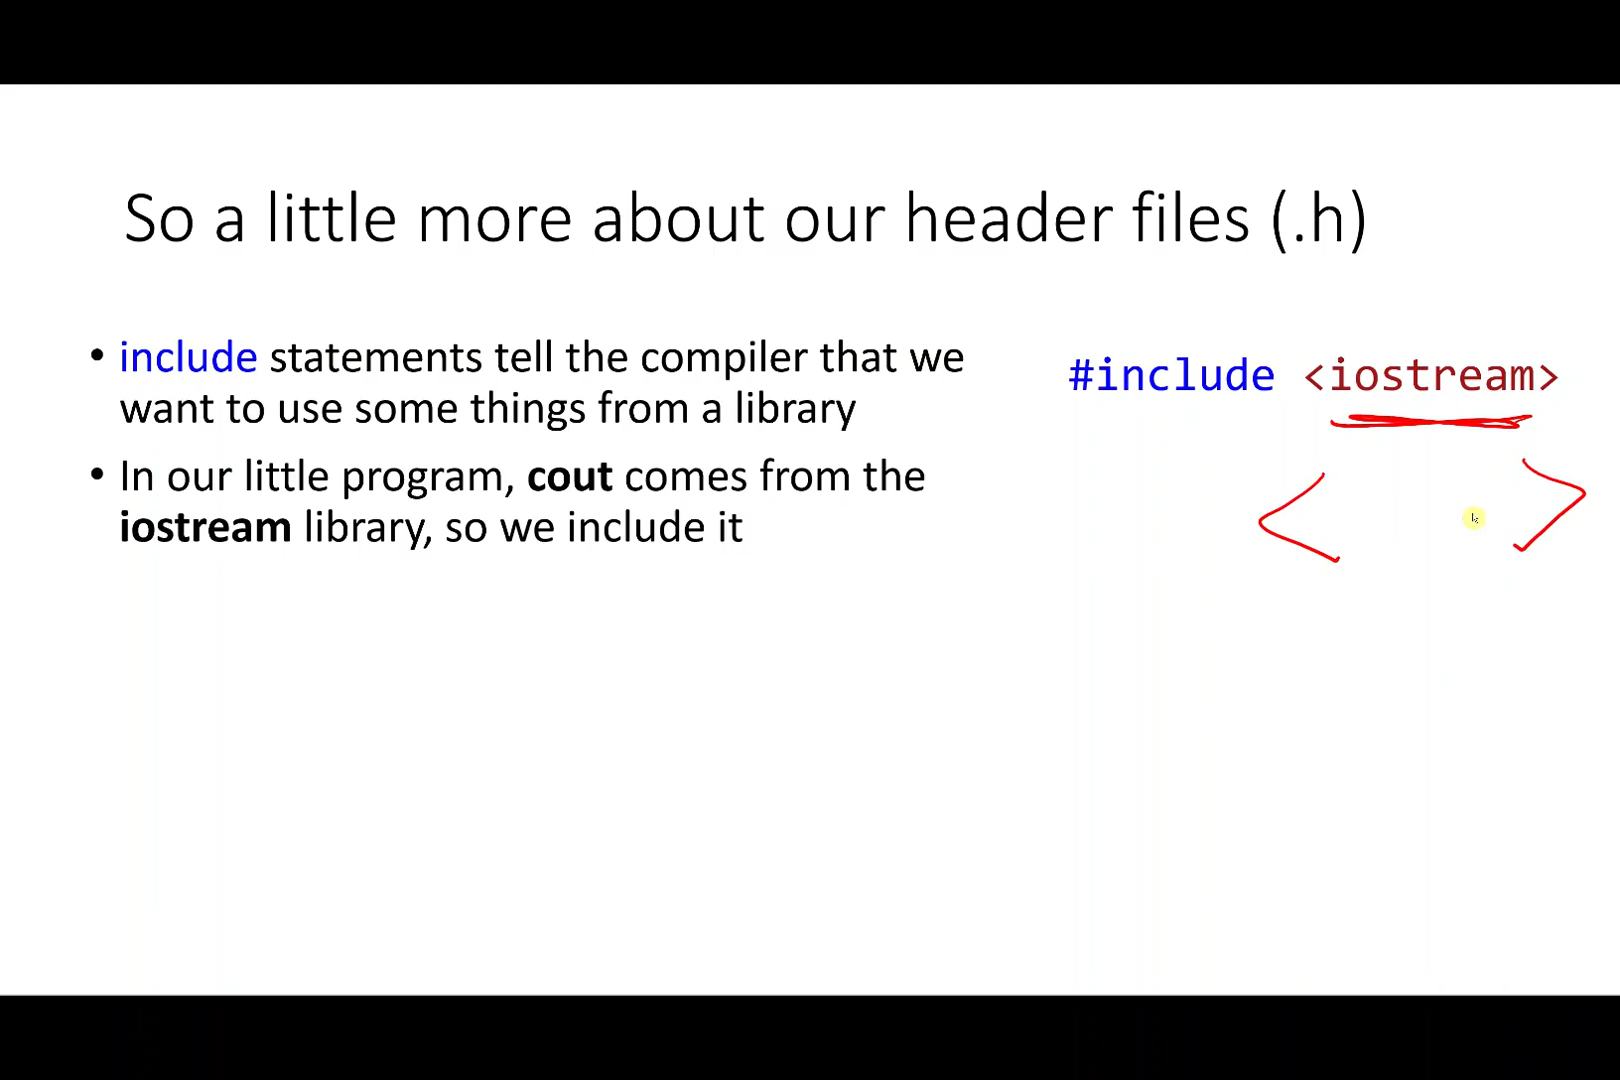 So a little more about our header files (.h)
• include statements tell the compiler that we
want to use some things from a library
• In our little program, cout comes from the
iostream library, so we include it
#include <iostream>
< >